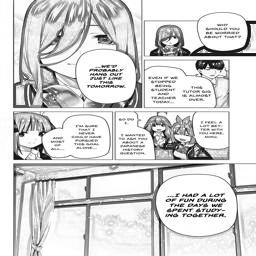 WHY
SHOULD YOU
BE WORRIED
ABOUT THAT?
...WE'D
PROBABLY
HANG OUT
JUST LIKE
THIS
TOMORROW.
EVEN IF WE
STOPPED
BEING
STUDENT
AND
TEACHER
TODAY...
THIS
TUTOR GIG
IS ALMOST
OVER.
I FEEL A LOT
BETTER WITH
YOU HERE,
MIKU.
SO DO
I.
I WANTED TO
ASK YOU ABOUT
A JAPANESE
HISTORY
QUESTION.
I'M SURE
THAT I
NEVER
COULD HAVE
PURSUED
THIS GOAL
ALONE...
AND
MOST OF
ALL...
...I HAD A LOT
OF FUN DURING
THE DAYS WE
SPENT STUDY-
ING TOGETHER.